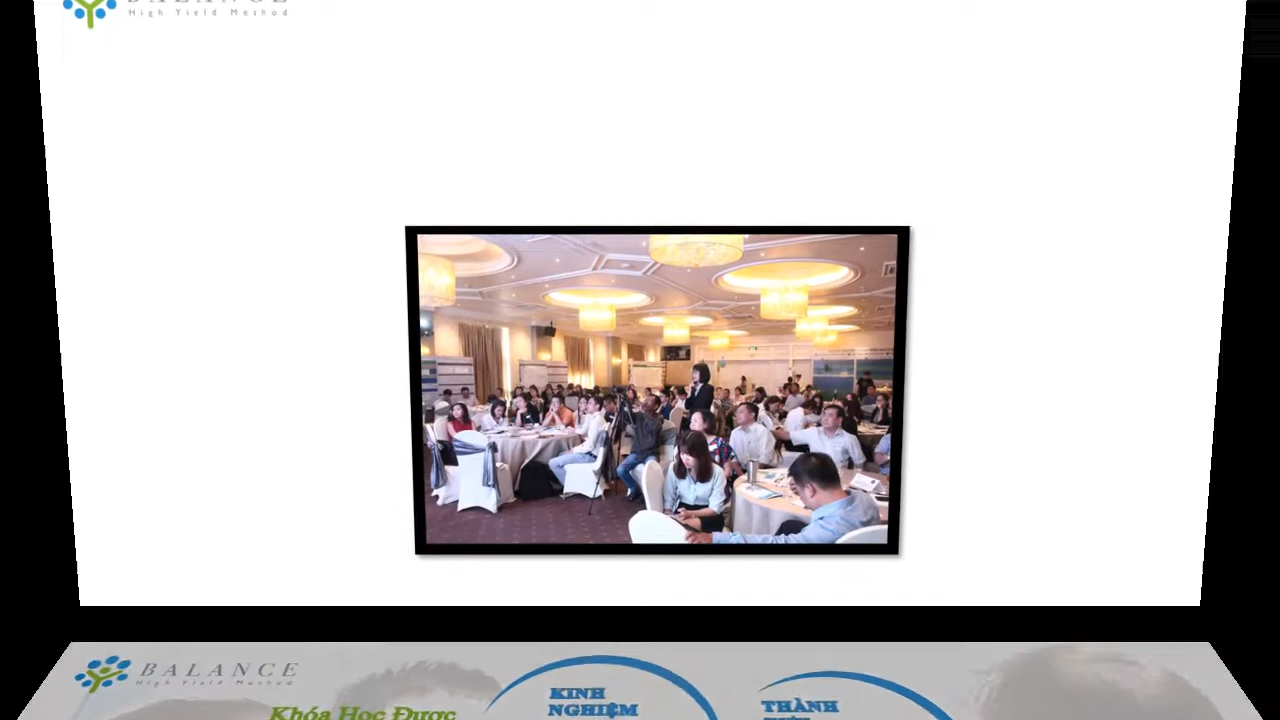 BALANCE
High Yield Method
BALANCE
High Yield Method
Khóa Học Được
KINH
NGHIỆM
THÀNH